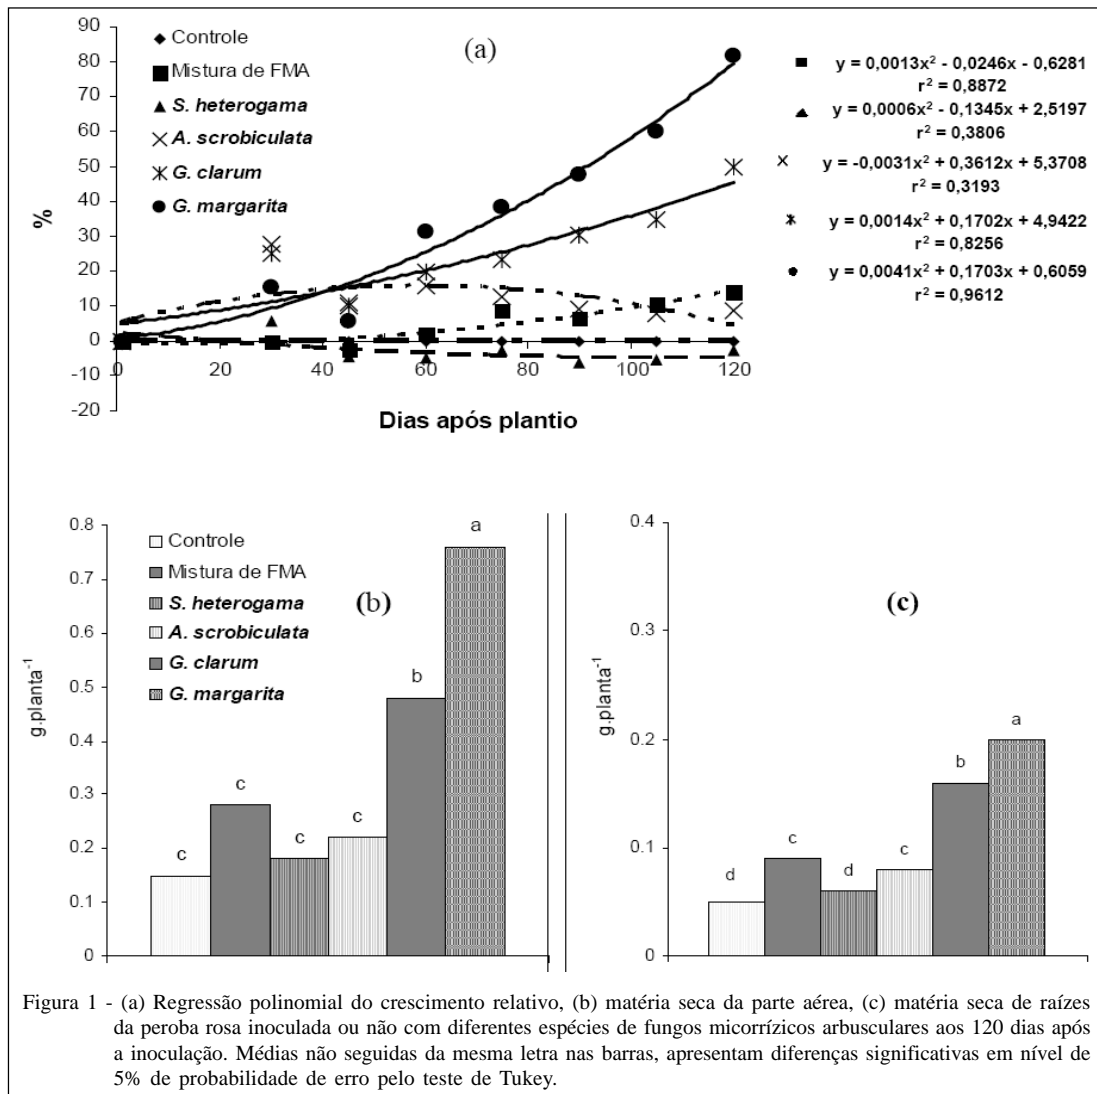 90
80
70
60
50
40
30
20
10
0
-10
-20
%
0 20 40 60 80 100 120
Dias após plantio
(a)
Controle
Mistura de FMA
S. heterogama
A. scrobiculata
G. clarum
G. margarita
y = 0,0013x² - 0,0246x - 0,6281
r² = 0,8872
y = 0,0006x² - 0,1345x + 2,5197
r² = 0,3806
y = -0,0031x² + 0,3612x + 5,3708
r² = 0,3193
y = 0,0014x² + 0,1702x + 4,9422
r² = 0,8256
y = 0,0041x² + 0,1703x + 0,6059
r² = 0,9612
0.8
0.7
0.6
0.5
0.4
0.3
0.2
0.1
0
g.planta⁻¹
Controle
Mistura de FMA
S. heterogama
A. scrobiculata
G. clarum
G. margarita
(b)
c
c
c
c
b
a
0.4
0.3
0.2
0.1
0
g.planta⁻¹
(c)
d
c
d
c
b
a
Figura 1 - (a) Regressão polinomial do crescimento relativo, (b) matéria seca da parte aérea, (c) matéria seca de raízes
da peroba rosa inoculada ou não com diferentes espécies de fungos micorrízicos arbusculares aos 120 dias após
a inoculação. Médias não seguidas da mesma letra nas barras, apresentam diferenças significativas em nível de
5% de probabilidade de erro pelo teste de Tukey.